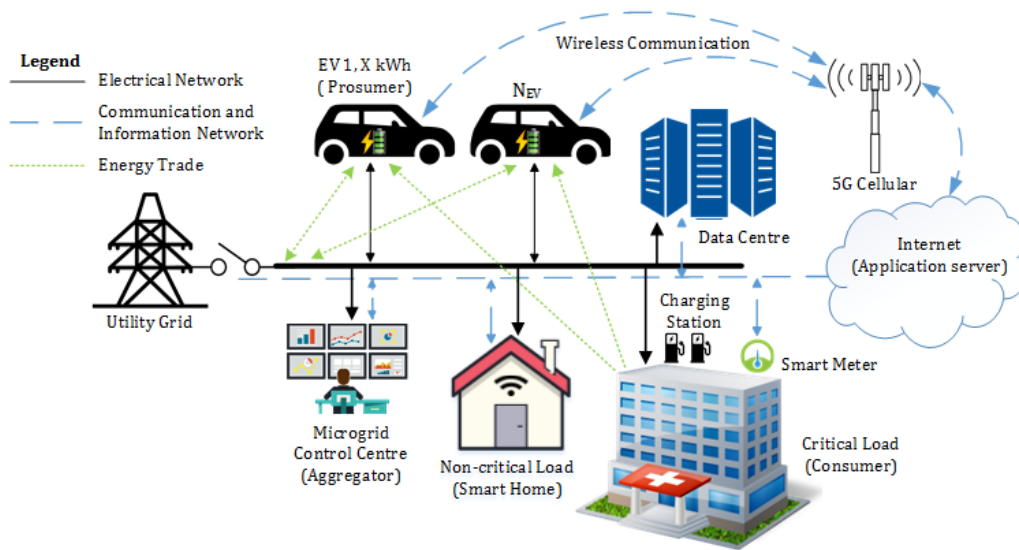 Legend
Electrical Network
Communication and
Information Network
Energy Trade
EV 1, X kWh
( Prosumer)
NEV
Wireless Communication
5G Cellular
Data Centre
Internet
(Application server)
Utility Grid
Charging
Station
Smart Meter
Microgrid
Control Centre
(Aggregator)
Non-critical Load
(Smart Home)
Critical Load
(Consumer)